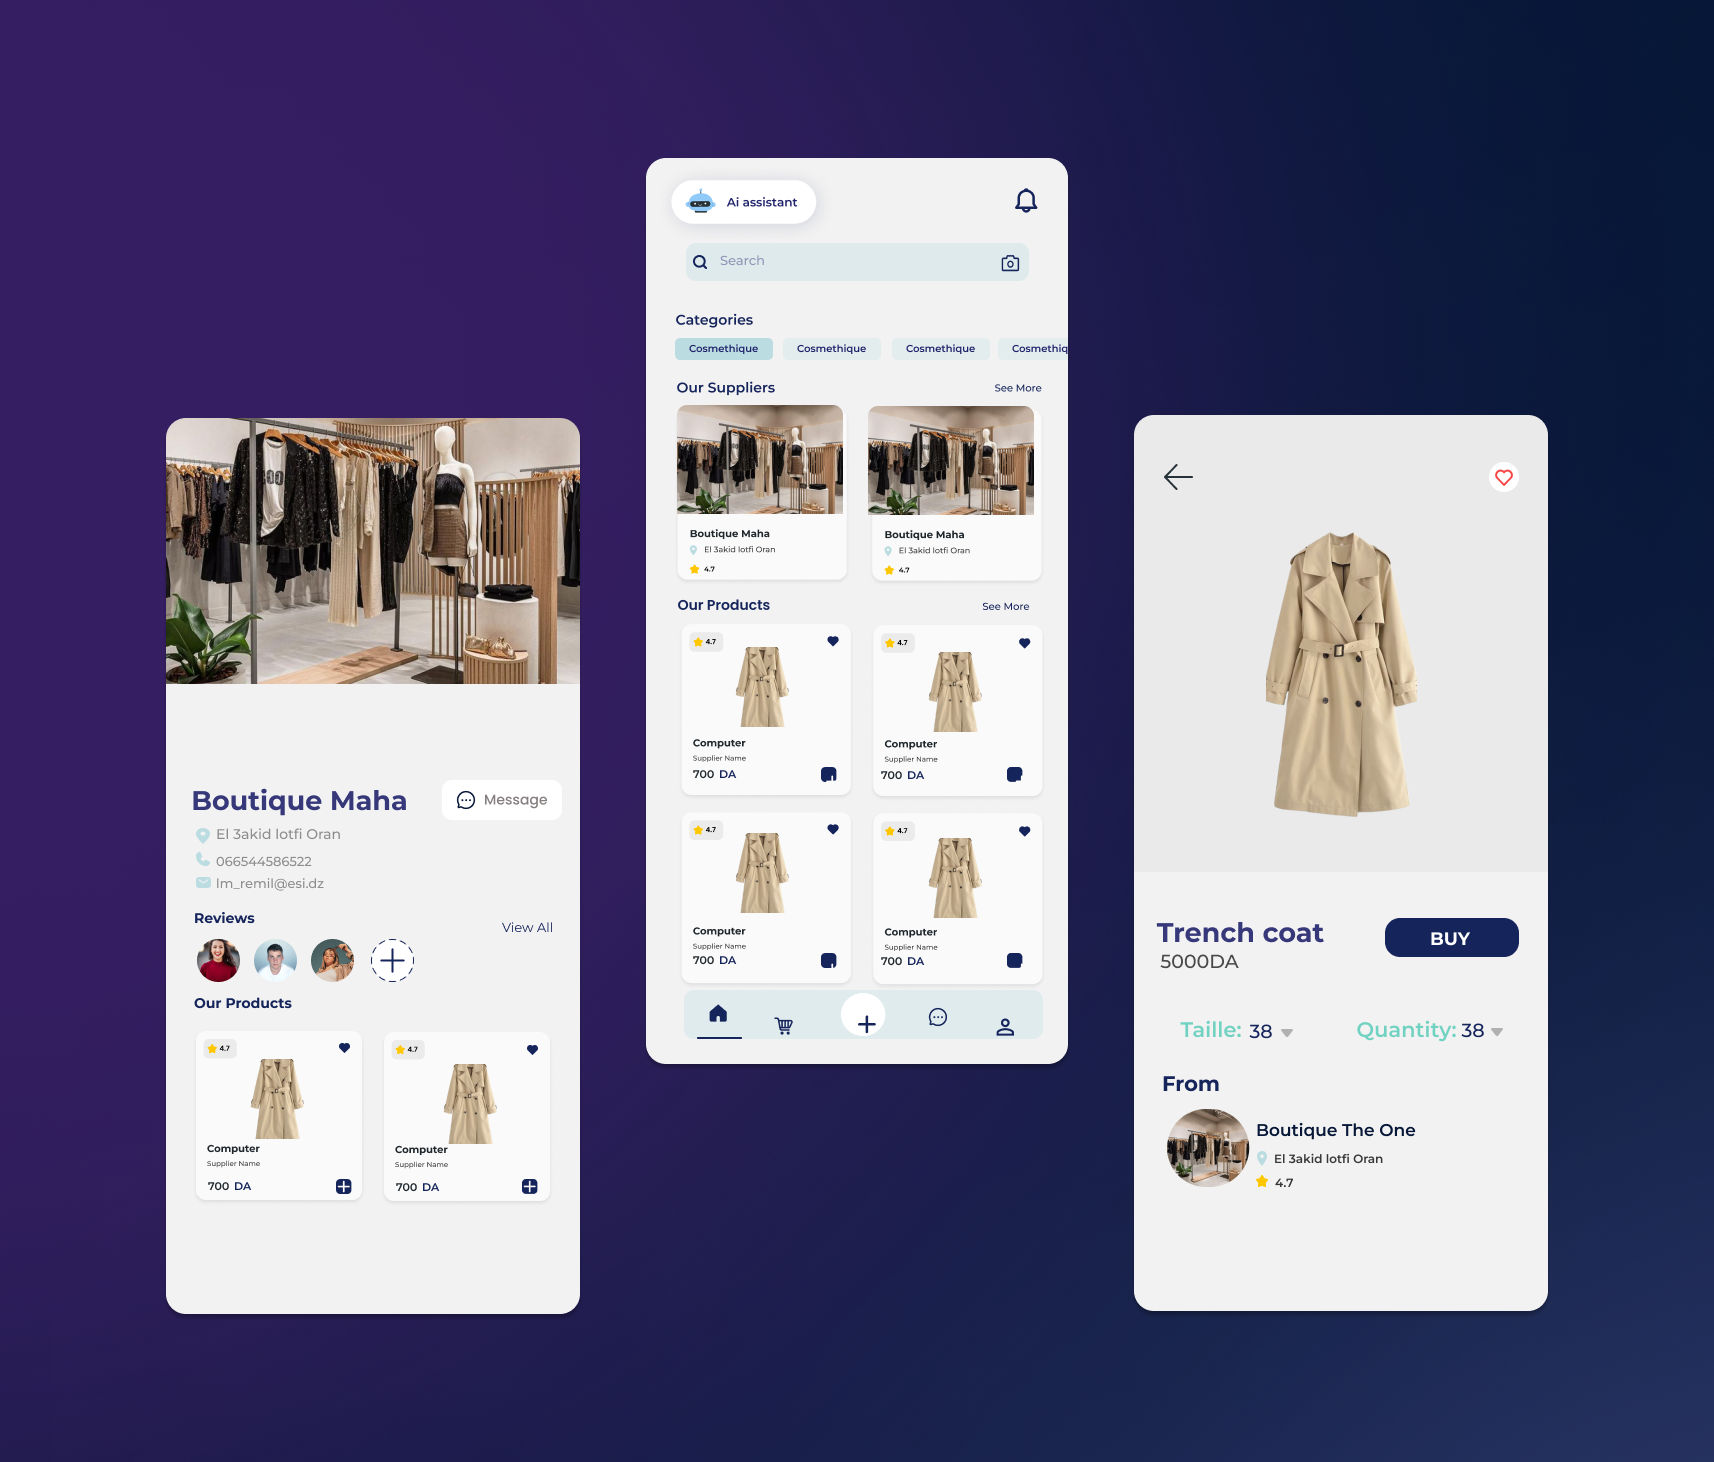 Boutique Maha
Message
El 3akid lotfi Oran
066544586522
lm_remil@esi.dz
Reviews
View All
Our Products
4.7
4.7
Computer
Computer
Supplier Name
Supplier Name
700 DA
700 DA
Ai assistant
Search
Categories
Cosmethique
Cosmethique
Cosmethique
Cosmethiq
Our Suppliers
See More
Boutique Maha
Boutique Maha
El 3akid lotfi Oran
El 3akid lotfi Oran
4.7
4.7
Our Products
See More
4.7
4.7
Computer
Computer
Supplier Name
Supplier Name
700 DA
700 DA
4.7
4.7
Computer
Computer
Supplier Name
Supplier Name
700 DA
700 DA
Trench coat
BUY
5000DA
Taille: 38
Quantity: 38
From
Boutique The One
El 3akid lotfi Oran
4.7